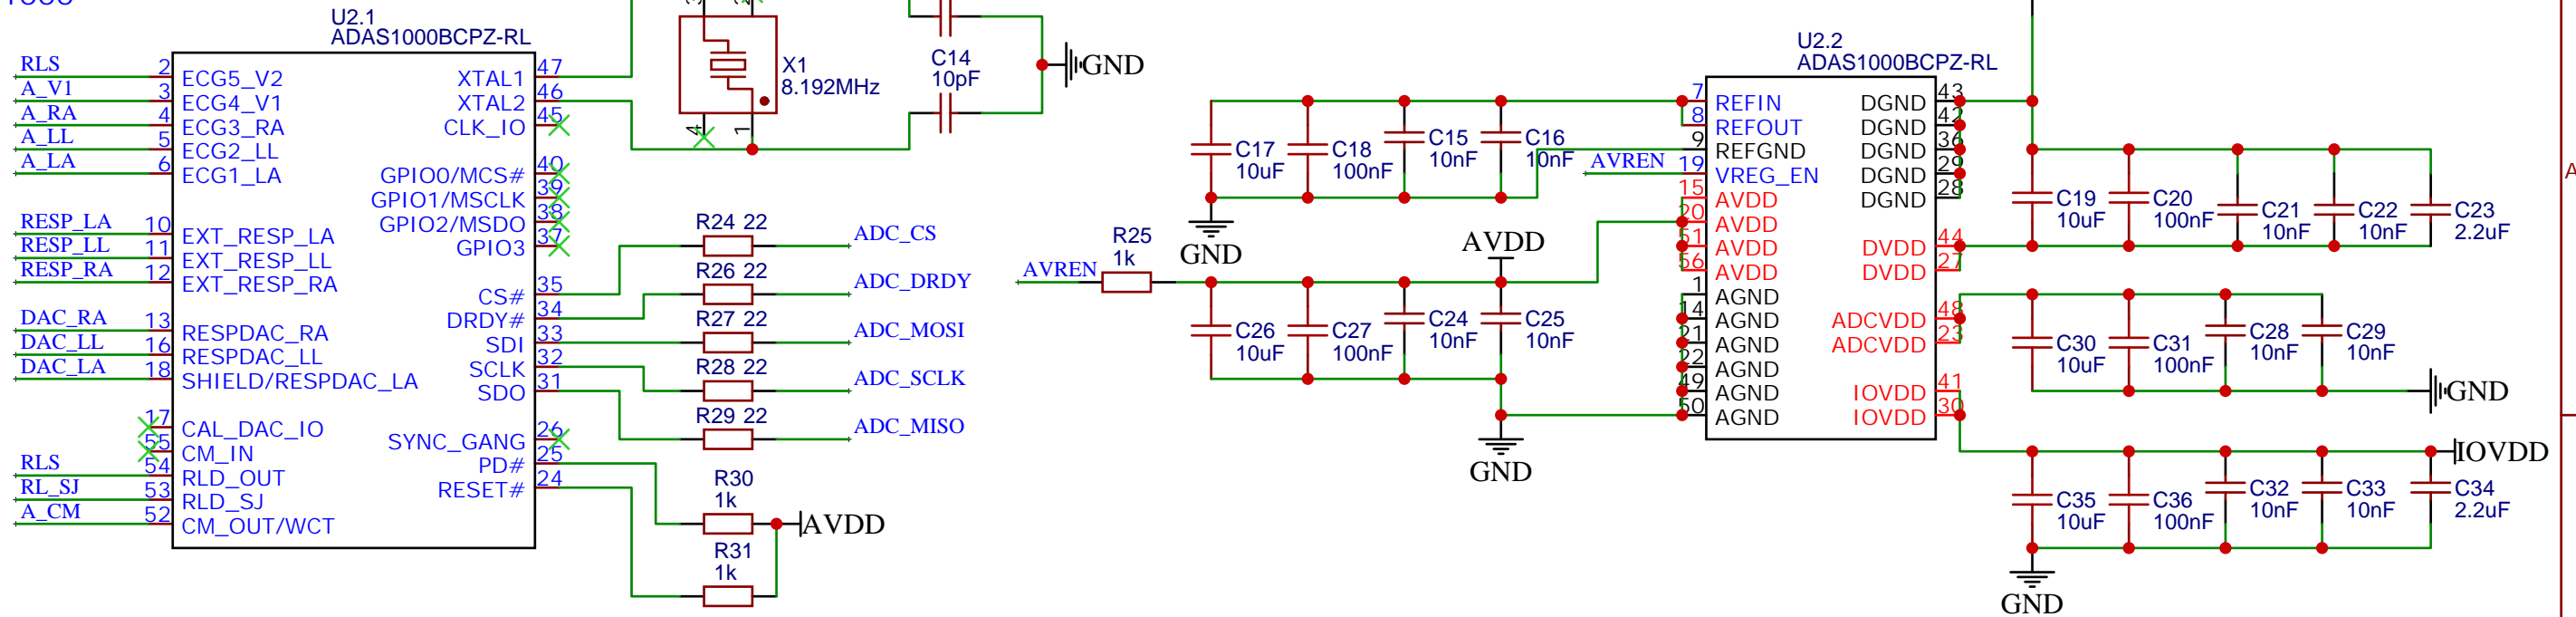 U2.1
ADAS1000BCPZ-RL
RLS
2
ECG5_V2
A_V1
3
ECG4_V1
A_RA
4
ECG3_RA
A_LL
5
ECG2_LL
A_LA
6
ECG1_LA
RESP_LA
10
EXT_RESP_LA
RESP_LL
11
EXT_RESP_LL
RESP_RA
12
EXT_RESP_RA
DAC_RA
13
RESPDAC_RA
DAC_LL
16
RESPDAC_LL
DAC_LA
18
SHIELD/RESPDAC_LA
17
CAL_DAC_IO
55
CM_IN
RLS
54
RLD_OUT
RL_SJ
53
RLD_SJ
A_CM
52
CM_OUT/WCT
XTAL1
47
XTAL2
46
CLK_IO
45
GPIO0/MCS#
40
GPIO1/MSCLK
39
GPIO2/MSDO
38
GPIO3
37
CS#
35
DRDY#
34
SDI
33
SCLK
32
SDO
31
SYNC_GANG
26
PD#
25
RESET#
24
X1
8.192MHz
4
1
C14
10pF
GND
R24 22
ADC_CS
R26 22
ADC_DRDY
R27 22
ADC_MOSI
R28 22
ADC_SCLK
R29 22
ADC_MISO
R30
1k
AVDD
R31
1k
C17
10uF
C18
100nF
C15
10nF
C16
10nF
GND
AVREN
R25
1k
AVDD
C26
10uF
C27
100nF
C24
10nF
C25
10nF
GND
AVREN
U2.2
ADAS1000BCPZ-RL
7
REFIN
8
REFOUT
9
REFGND
19
VREG_EN
15
AVDD
20
AVDD
51
AVDD
56
AVDD
1
AGND
14
AGND
21
AGND
22
AGND
49
AGND
50
AGND
DGND
43
DGND
42
DGND
36
DGND
29
DGND
28
DVDD
44
DVDD
27
ADCVDD
48
ADCVDD
23
IOVDD
41
IOVDD
30
C19
10uF
C20
100nF
C21
10nF
C22
10nF
C23
2.2uF
C30
10uF
C31
100nF
C28
10nF
C29
10nF
GND
IOVDD
C35
10uF
C36
100nF
C32
10nF
C33
10nF
C34
2.2uF
GND
A